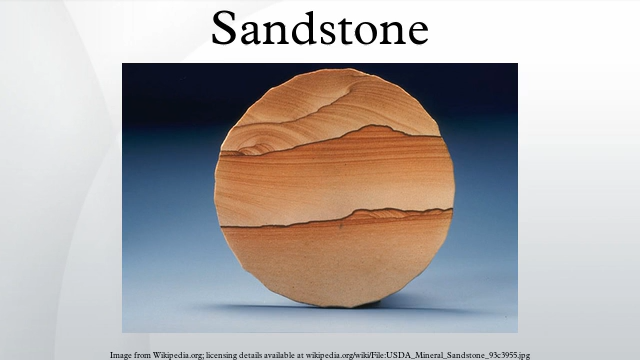 Sandstone
Image from Wikipedia.org; licensing details available at wikipedia.org/wiki/File:USDA_Mineral_Sandstone_93c3955.jpg